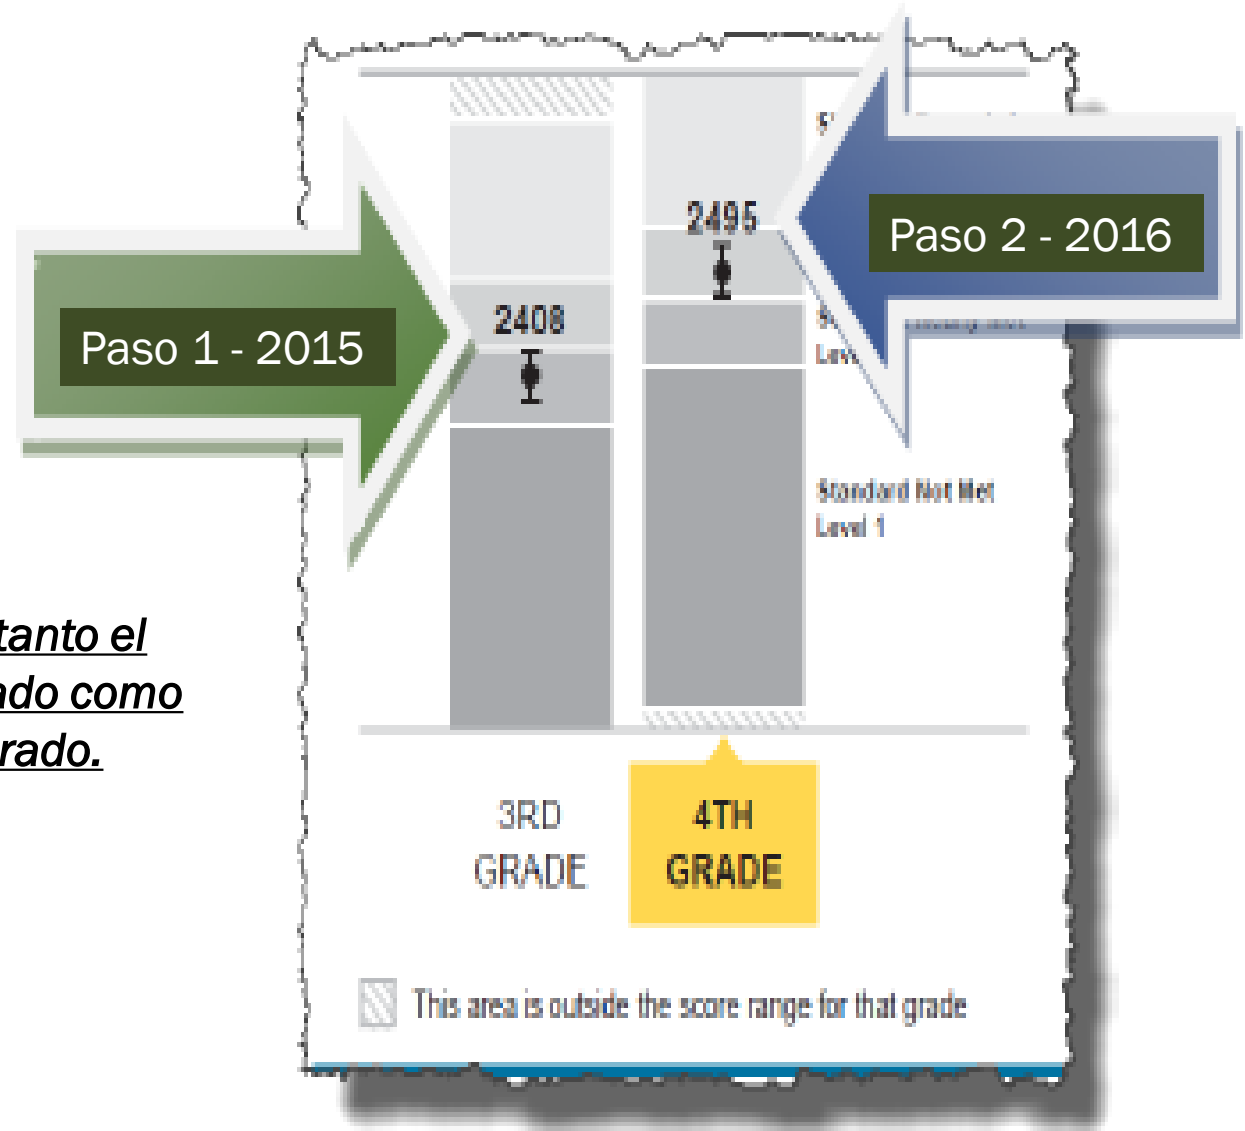 2495
Paso 2 - 2016
2408
Paso 1 - 2015
Standard Not Met
Level 1
tanto el
ado como
rado.
3RD
GRADE
4TH
GRADE
This area is outside the score range for that grade